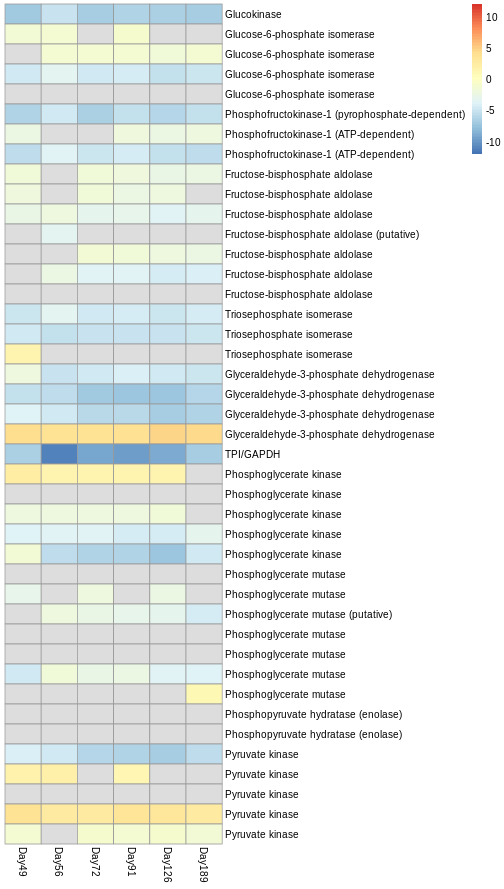 Glucokinase
Glucose-6-phosphate isomerase
Glucose-6-phosphate isomerase
Glucose-6-phosphate isomerase
Glucose-6-phosphate isomerase
Phosphofructokinase-1 (pyrophosphate-dependent)
Phosphofructokinase-1 (ATP-dependent)
Phosphofructokinase-1 (ATP-dependent)
Fructose-bisphosphate aldolase
Fructose-bisphosphate aldolase
Fructose-bisphosphate aldolase
Fructose-bisphosphate aldolase (putative)
Fructose-bisphosphate aldolase
Fructose-bisphosphate aldolase
Fructose-bisphosphate aldolase
Triosephosphate isomerase
Triosephosphate isomerase
Triosephosphate isomerase
Glyceraldehyde-3-phosphate dehydrogenase
Glyceraldehyde-3-phosphate dehydrogenase
Glyceraldehyde-3-phosphate dehydrogenase
Glyceraldehyde-3-phosphate dehydrogenase
TPI/GAPDH
Phosphoglycerate kinase
Phosphoglycerate kinase
Phosphoglycerate kinase
Phosphoglycerate kinase
Phosphoglycerate kinase
Phosphoglycerate mutase
Phosphoglycerate mutase
Phosphoglycerate mutase (putative)
Phosphoglycerate mutase
Phosphoglycerate mutase
Phosphoglycerate mutase
Phosphoglycerate mutase
Phosphopyruvate hydratase (enolase)
Phosphopyruvate hydratase (enolase)
Pyruvate kinase
Pyruvate kinase
Pyruvate kinase
Pyruvate kinase
Pyruvate kinase
Day49
Day56
Day72
Day91
Day126
Day189
10
5
0
-5
-10